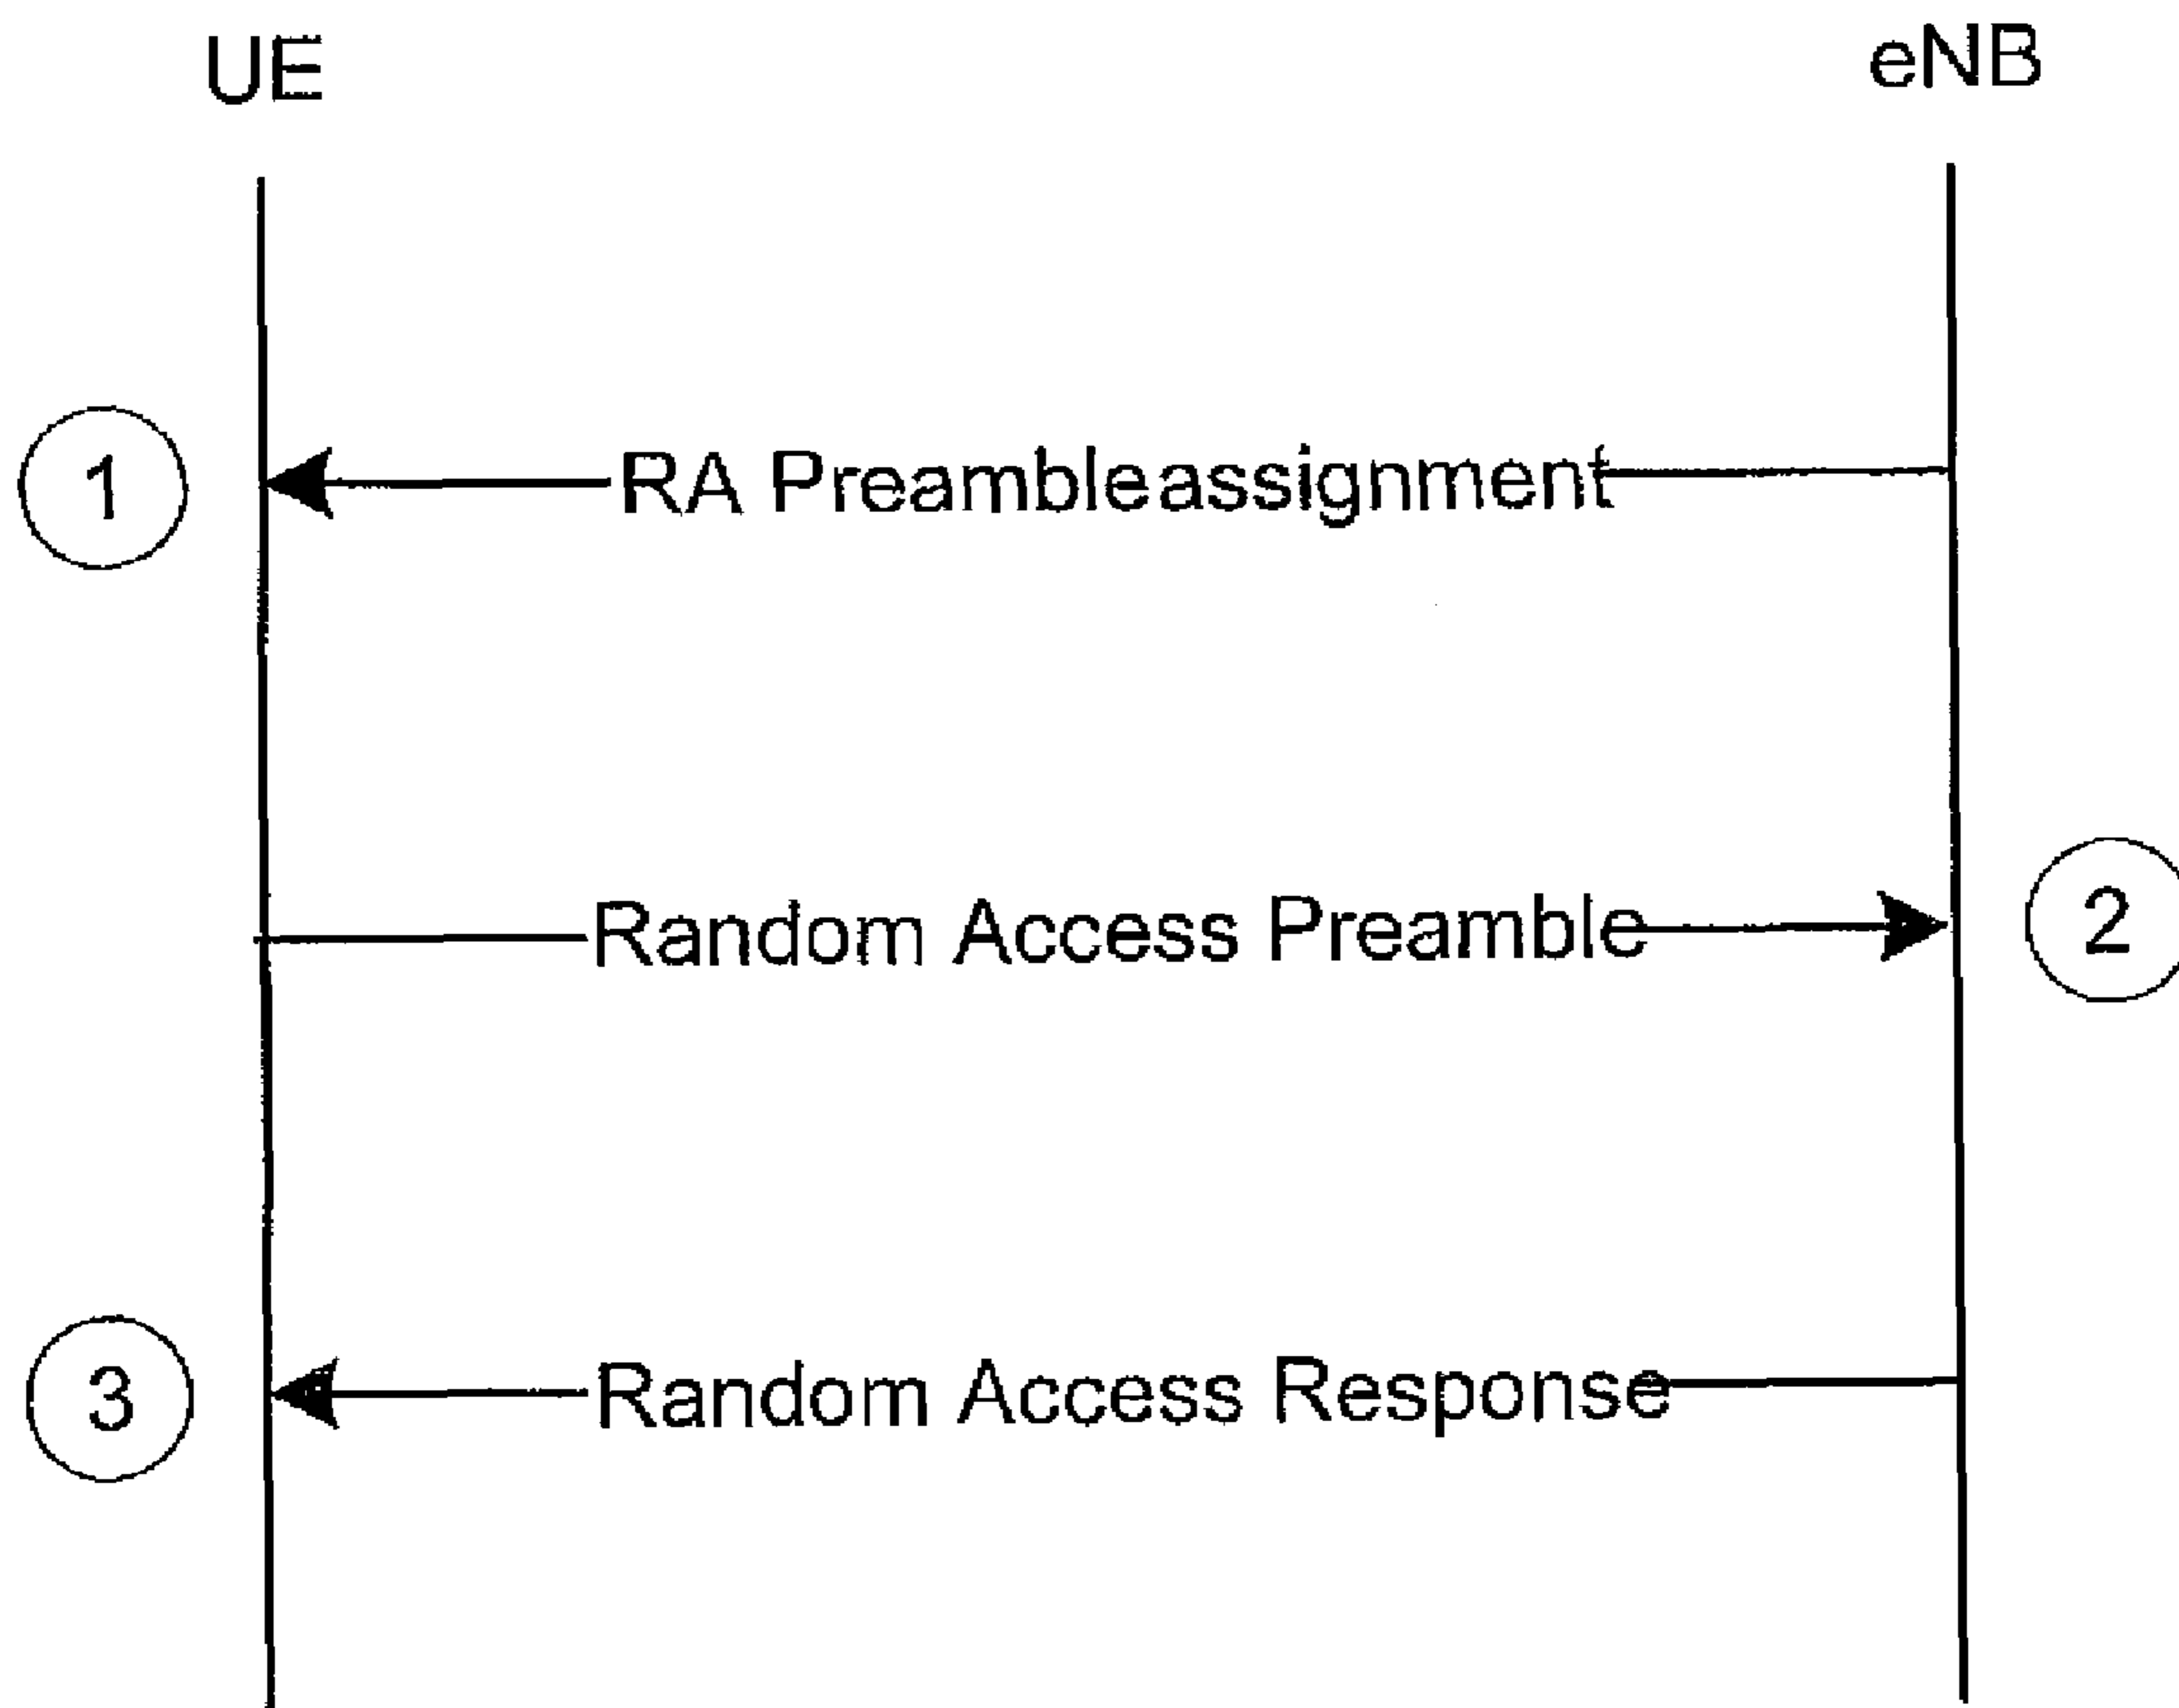 UE eNB
1 RA Preambleassignment
Random Access Preamble 2
3 Random Access Response